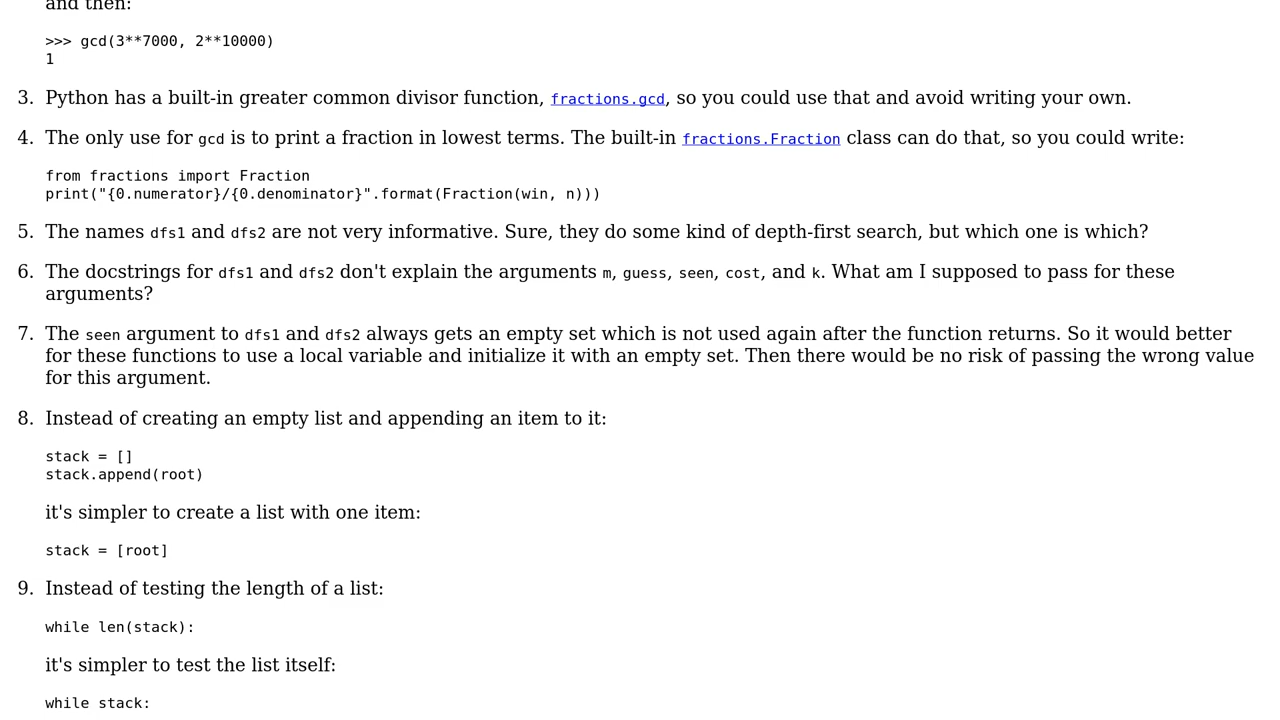 and then:
>>> gcd(3**7000, 2**10000)
1
3. Python has a built-in greater common divisor function, fractions.gcd, so you could use that and avoid writing your own.
4. The only use for gcd is to print a fraction in lowest terms. The built-in fractions.Fraction class can do that, so you could write:
from fractions import Fraction
print("{0.numerator}/{0.denominator}".format(Fraction(win, n)))
5. The names dfs1 and dfs2 are not very informative. Sure, they do some kind of depth-first search, but which one is which?
6. The docstrings for dfs1 and dfs2 don't explain the arguments m, guess, seen, cost, and k. What am I supposed to pass for these
arguments?
7. The seen argument to dfs1 and dfs2 always gets an empty set which is not used again after the function returns. So it would better
for these functions to use a local variable and initialize it with an empty set. Then there would be no risk of passing the wrong value
for this argument.
8. Instead of creating an empty list and appending an item to it:
stack = []
stack.append(root)
it's simpler to create a list with one item:
stack = [root]
9. Instead of testing the length of a list:
while len(stack):
it's simpler to test the list itself:
while stack: